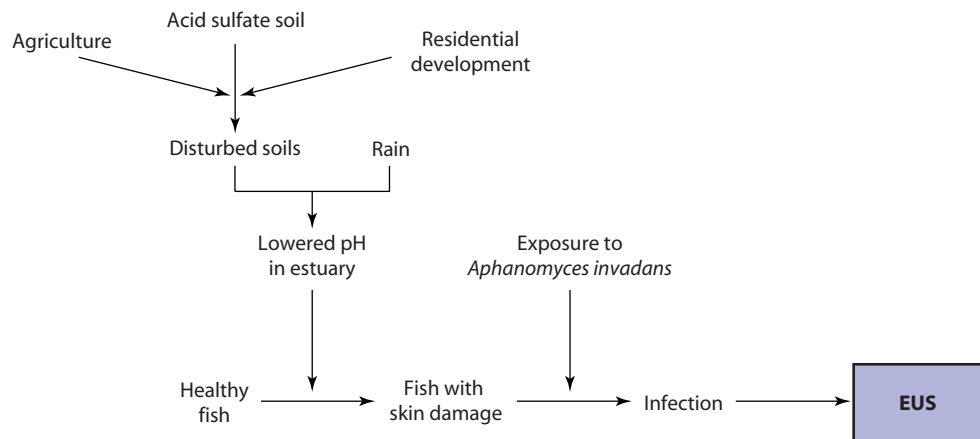 Acid sulfate soil
Agriculture
Residential
development
Disturbed soils
Rain
Lowered pH
in estuary
Exposure to
Aphanomyces invadans
Healthy
fish
Fish with
skin damage
Infection
EUS